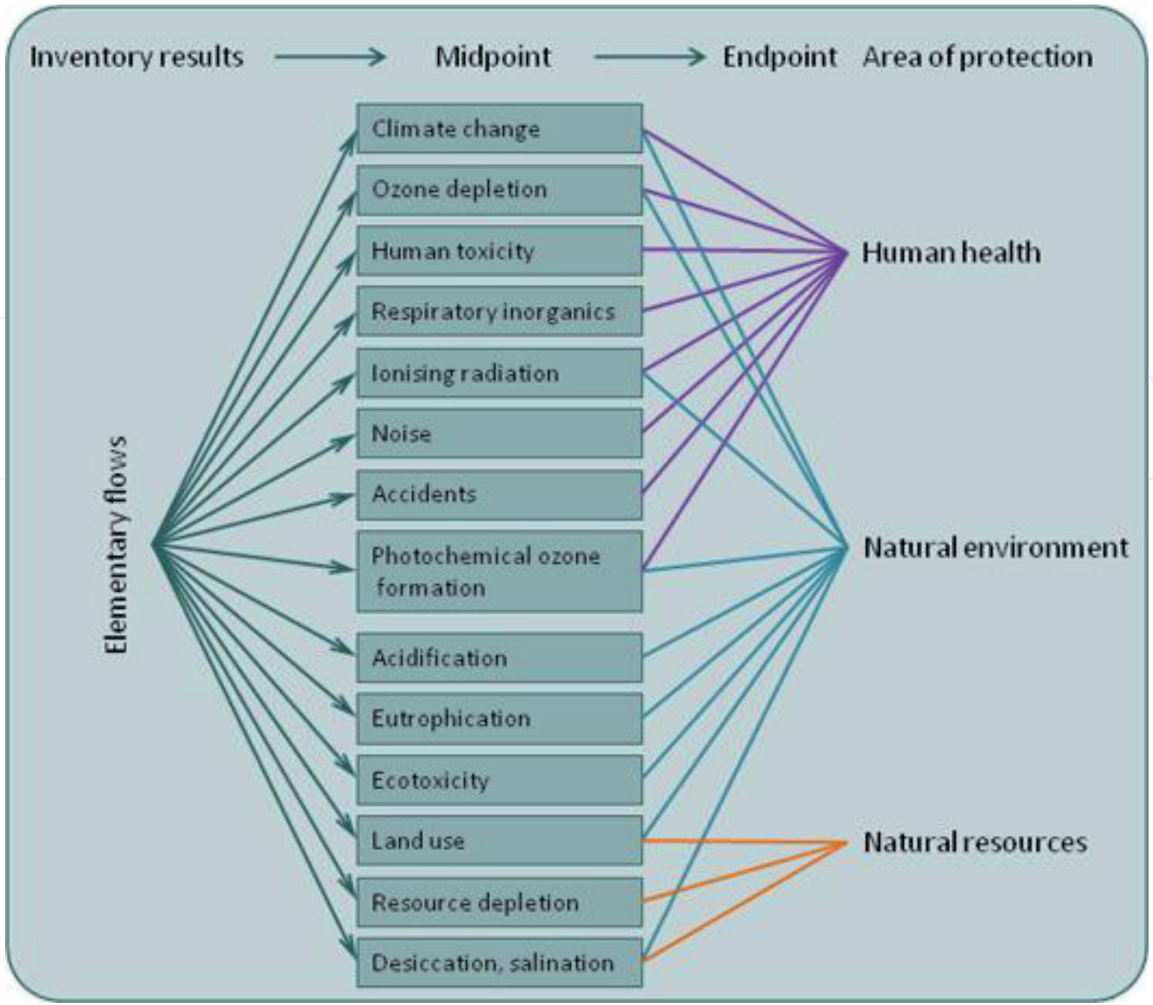 Inventory results
Midpoint
Endpoint
Area of protection
Climate change
Ozone depletion
Human toxicity
Respiratory inorganics
Ionising radiation
Noise
Accidents
Photochemical ozone
formation
Acidification
Eutrophication
Ecotoxicity
Land use
Resource depletion
Desiccation, salination
Elementary flows
Human health
Natural environment
Natural resources